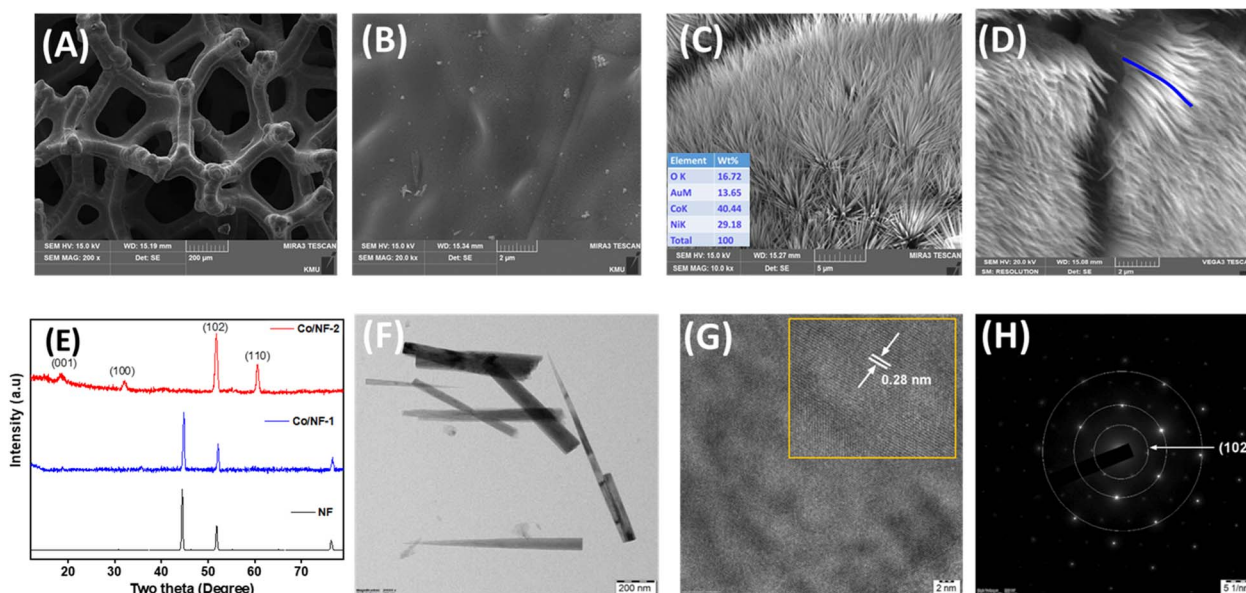 (A)
SEM HV: 15.0 kV WD: 15.19 mm MIRA3 TESCAN
SEM MAG: 200 x Det: SE 200 µm
KMU
(B)
SEM HV: 15.0 kV WD: 15.34 mm MIRA3 TESCAN
SEM MAG: 20.0 kx Det: SE 2 µm
KMU
(C)
Element Wt%
O K 16.72
AuM 13.65
CoK 40.44
NiK 29.18
Total 100
SEM HV: 15.0 kV WD: 15.27 mm MIRA3 TESCAN
SEM MAG: 10.0 kx Det: SE 5 µm
KMU
(D)
SEM HV: 20.0 kV WD: 15.08 mm VEGA3 TESCA
SM: RESOLUTION Det: SE 2 µm
(E)
Intensity (a.u)
(001)
(100)
(102)
(110)
Co/NF-2
Co/NF-1
NF
20 30 40 50 60 70
Two theta (Degree)
(F)
200 nm
(G)
0.28 nm
2 nm
(H)
(102
5 1/nm